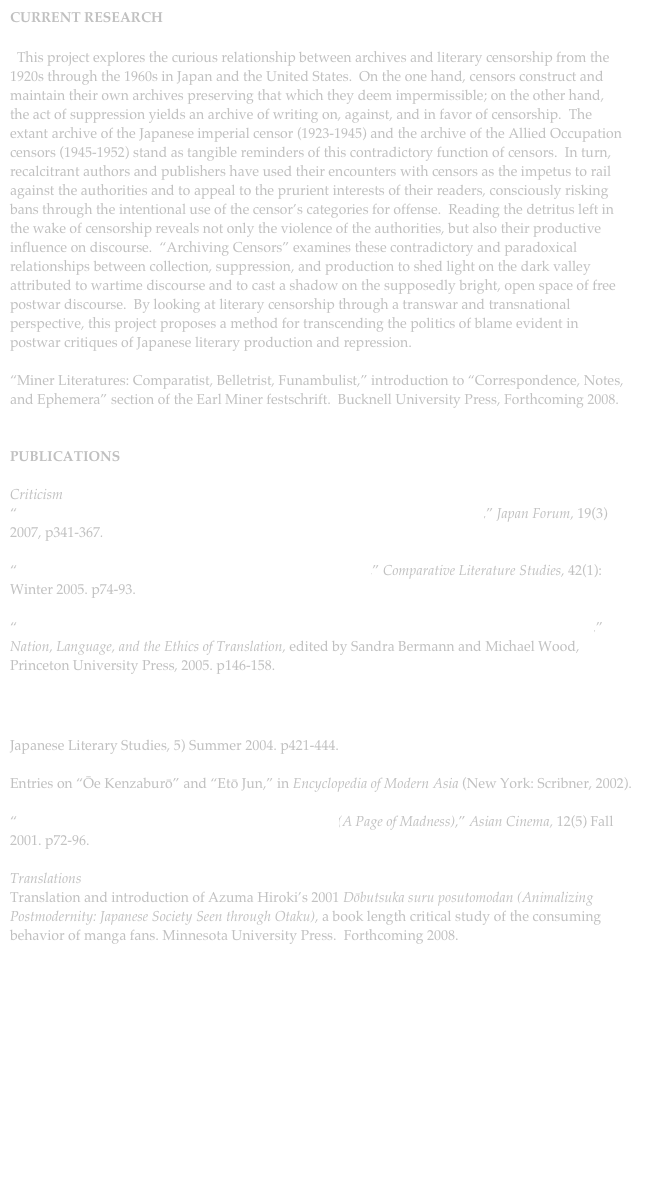 CURRENT RESEARCH
This project explores the curious relationship between archives and literary censorship from the
1920s through the 1960s in Japan and the United States.  On the one hand, censors construct and
maintain their own archives preserving that which they deem impermissible; on the other hand,
the act of suppression yields an archive of writing on, against, and in favor of censorship.  The
extant archive of the Japanese imperial censor (1923-1945) and the archive of the Allied Occupation
censors (1945-1952) stand as tangible reminders of this contradictory function of censors.  In turn,
recalcitrant authors and publishers have used their encounters with censors as the impetus to rail
against the authorities and to appeal to the prurient interests of their readers, consciously risking
bans through the intentional use of the censor’s categories for offense.  Reading the detritus left in
the wake of censorship reveals not only the violence of the authorities, but also their productive
influence on discourse.  “Archiving Censors” examines these contradictory and paradoxical
relationships between collection, suppression, and production to shed light on the dark valley
attributed to wartime discourse and to cast a shadow on the supposedly bright, open space of free
postwar discourse.  By looking at literary censorship through a transwar and transnational
perspective, this project proposes a method for transcending the politics of blame evident in
postwar critiques of Japanese literary production and repression.
“Miner Literatures: Comparatist, Belletrist, Funambulist,” introduction to “Correspondence, Notes,
and Ephemera” section of the Earl Miner festschrift.  Bucknell University Press, Forthcoming 2008.
PUBLICATIONS
Criticism
“ .” Japan Forum, 19(3)
2007, p341-367.
“ ” Comparative Literature Studies, 42(1):
Winter 2005. p74-93.
“ .”
Nation, Language, and the Ethics of Translation, edited by Sandra Bermann and Michael Wood,
Princeton University Press, 2005. p146-158.
Japanese Literary Studies, 5) Summer 2004. p421-444.
Entries on “Ōe Kenzaburō” and “Etō Jun,” in Encyclopedia of Modern Asia (New York: Scribner, 2002).
“ (A Page of Madness),” Asian Cinema, 12(5) Fall
2001. p72-96.
Translations
Translation and introduction of Azuma Hiroki’s 2001 Dōbutsuka suru posutomodan (Animalizing
Postmodernity: Japanese Society Seen through Otaku), a book length critical study of the consuming
behavior of manga fans. Minnesota University Press.  Forthcoming 2008.